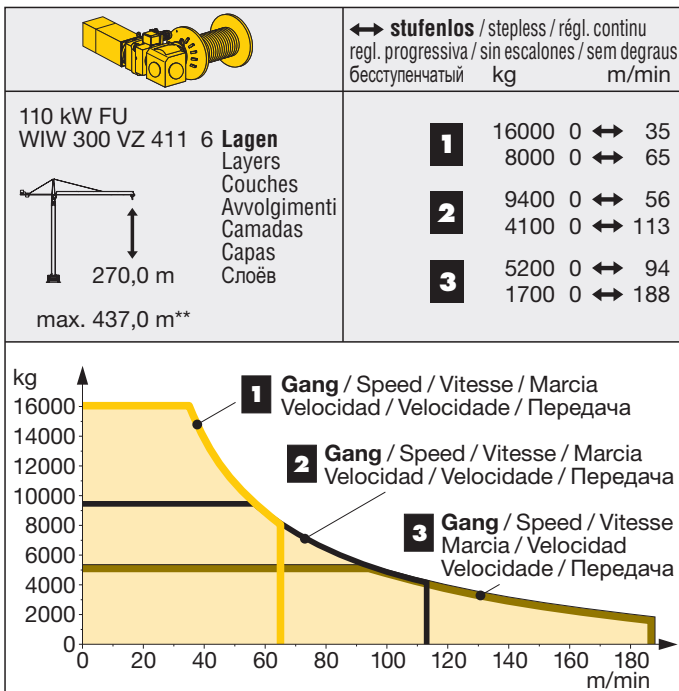 ↔ stufenlos / stepless / régl. continu
regl. progressiva / sin escalones / sem degraus
бесступенчатый kg m/min
110 kW FU
WIW 300 VZ 411 6 Lagen
Layers
Couches
Avvolgimenti
Camadas
Capas
Слоёв
270,0 m
max. 437,0 m**
1 16000 0 ↔ 35
8000 0 ↔ 65
2 9400 0 ↔ 56
4100 0 ↔ 113
3 5200 0 ↔ 94
1700 0 ↔ 188
kg
16000
14000
12000
10000
8000
6000
4000
2000
0
1 Gang / Speed / Vitesse / Marcia
Velocidad / Velocidade / Передача
2 Gang / Speed / Vitesse / Marcia
Velocidad / Velocidade / Передача
3 Gang / Speed / Vitesse
Marcia / Velocidad
Velocidade / Передача
0 20 40 60 80 100 120 140 160 180
m/min